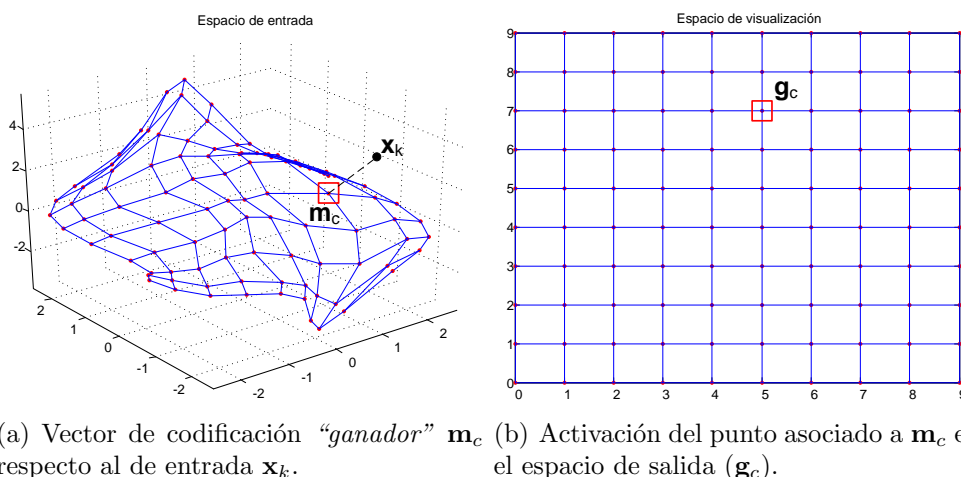 Espacio de entrada
4
2
0
-2
2
1
0
-1
-2
-2
-1
0
1
2
x_k
m_c
Espacio de visualización
9
8
7
6
5
4
3
2
1
0
0 1 2 3 4 5 6 7 8 9
g_c
(a) Vector de codificación “ganador” m_c
respecto al de entrada x_k.
(b) Activación del punto asociado a m_c e
el espacio de salida (g_c).